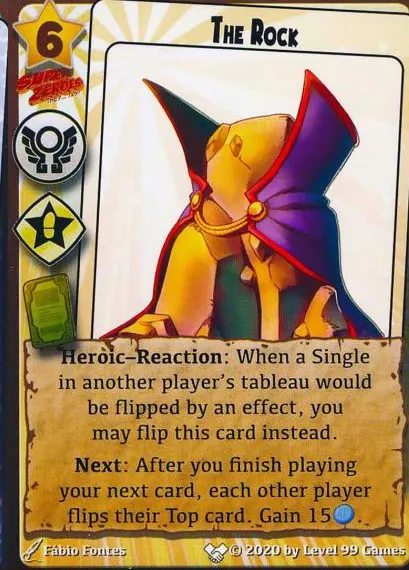 6
THE ROCK
SUPER
ZEROES
Heroic–Reaction: When a Single
in another player's tableau would
be flipped by an effect, you
may flip this card instead.
Next: After you finish playing
your next card, each other player
flips their Top card. Gain 15.
Fábio Fontes
© 2020 by Level 99 Games